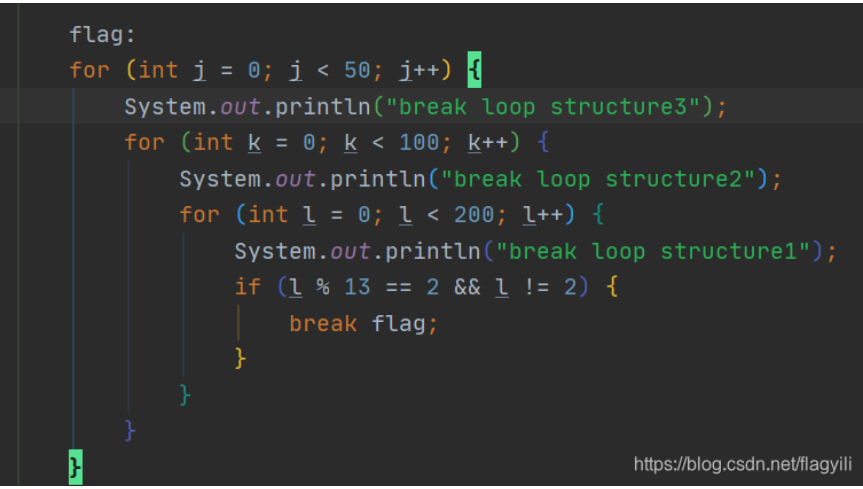 flag:
for (int j = 0; j < 50; j++) {
System.out.println("break loop structure3");
for (int k = 0; k < 100; k++) {
System.out.println("break loop structure2");
for (int l = 0; l < 200; l++) {
System.out.println("break loop structure1");
if (l % 13 == 2 && l != 2) {
break flag;
}
}
}
}
https://blog.csdn.net/flagyili